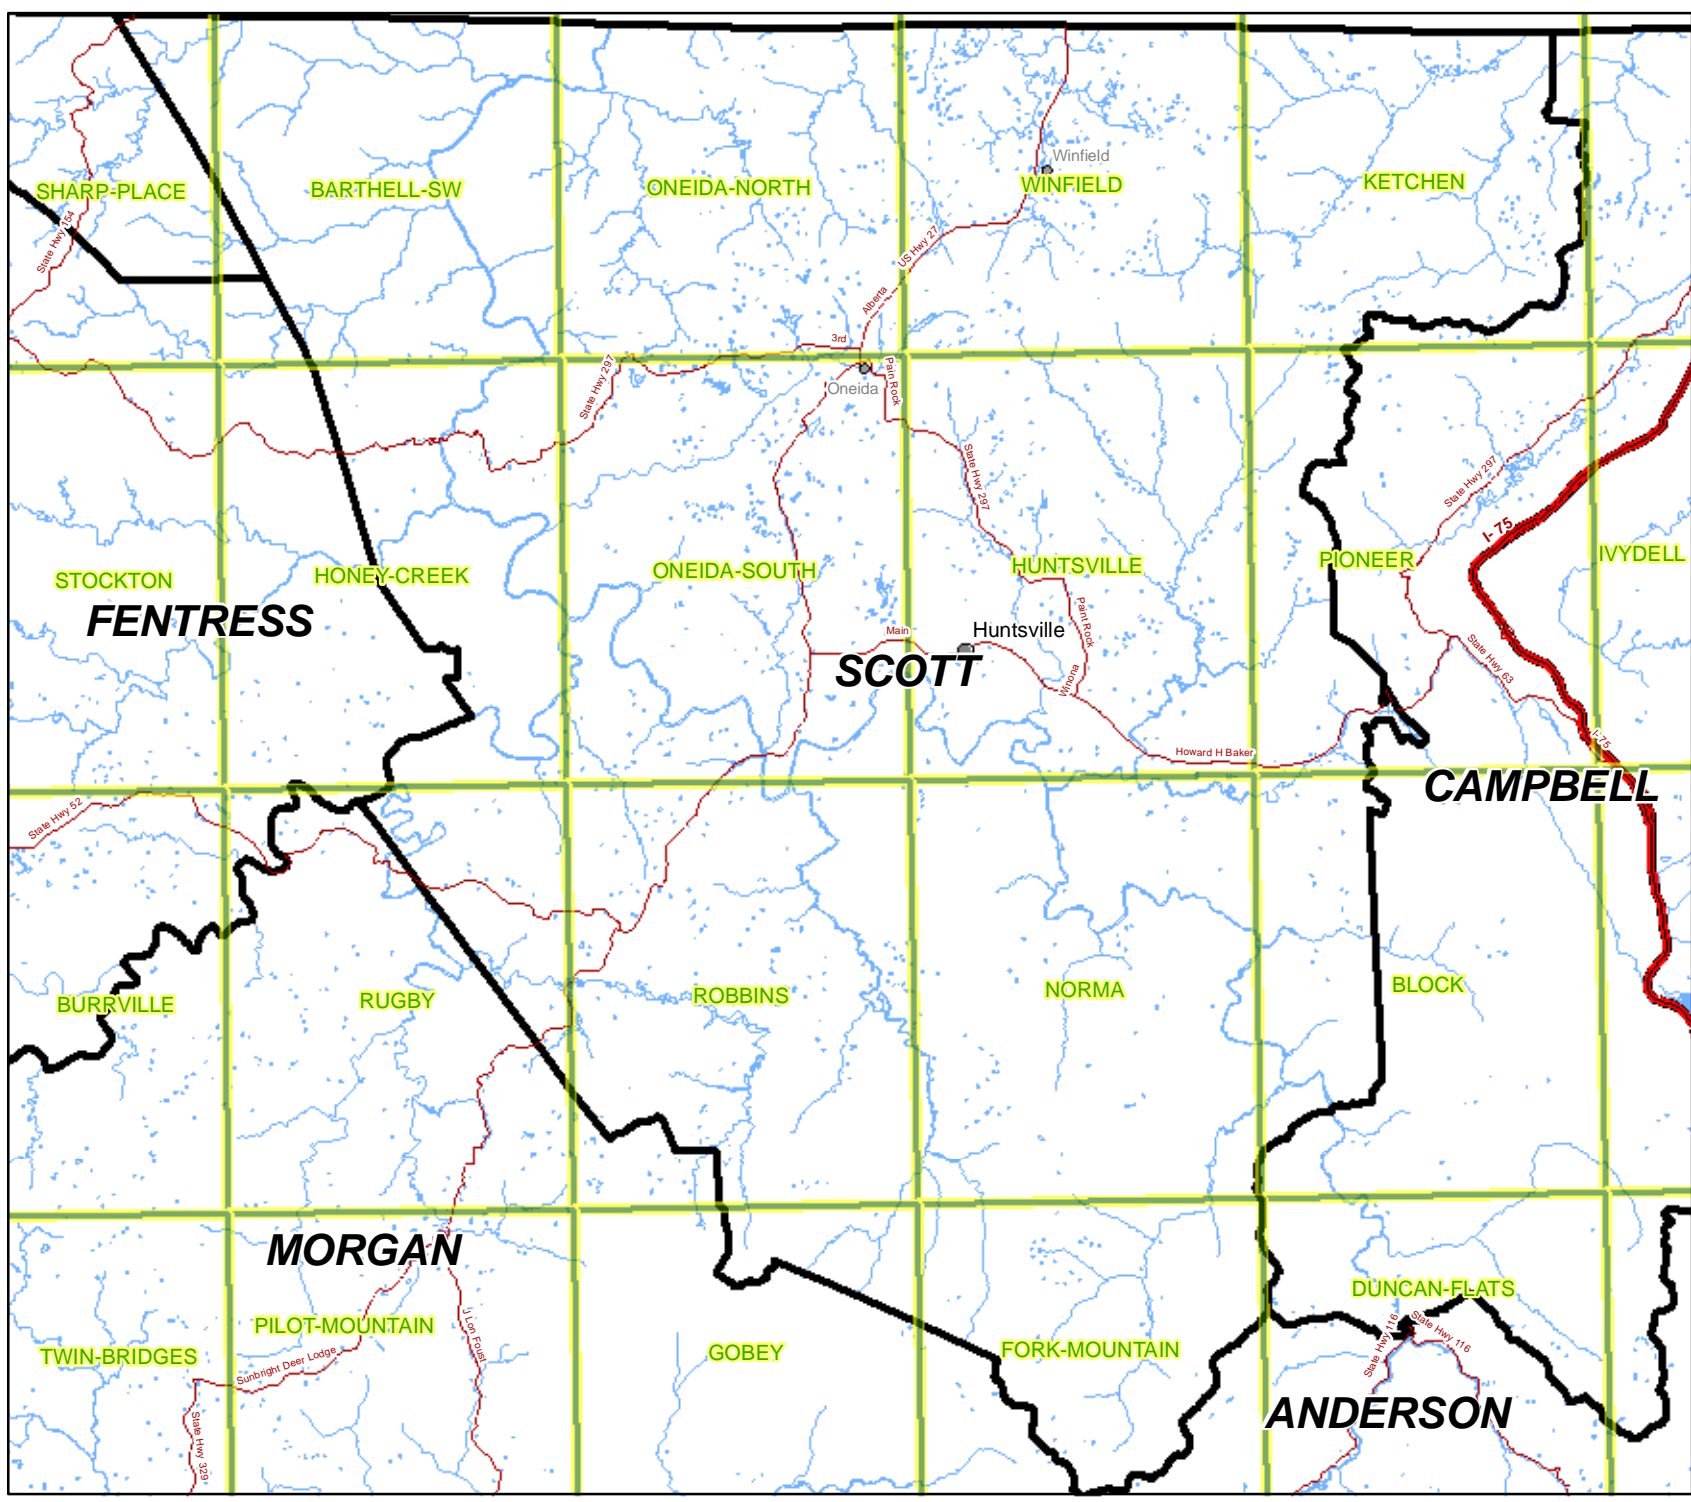 Winfield
SHARP-PLACE
BARTHELL-SW
ONEIDA-NORTH
WINFIELD
KETCHEN
State Hwy 154
US Hwy 27
Alberta
3rd
State Hwy 297
Pain Rock
Oneida
State Hwy 297
State Hwy 297
I-75
STOCKTON
HONEY-CREEK
ONEIDA-SOUTH
HUNTSVILLE
PIONEER
IVYDELL
FENTRESS
Main
Huntsville
Paint Rock
SCOTT
Winona
State Hwy 63
Howard H Baker
I-75
CAMPBELL
State Hwy 52
BURRVILLE
RUGBY
ROBBINS
NORMA
BLOCK
MORGAN
DUNCAN-FLATS
PILOT-MOUNTAIN
J Lon Foust
State Hwy 116
State Hwy 116
TWIN-BRIDGES
Sunbright Deer Lodge
GOBEY
FORK-MOUNTAIN
ANDERSON
State Hwy 329